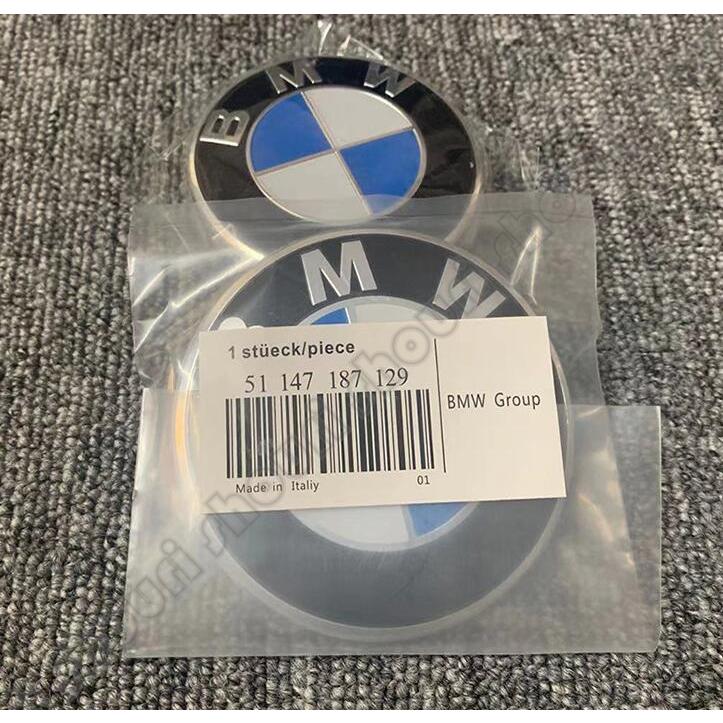 B M W
M W
1 stüeck/piece
51 147 187 129
BMW Group
Made in Italiy
01